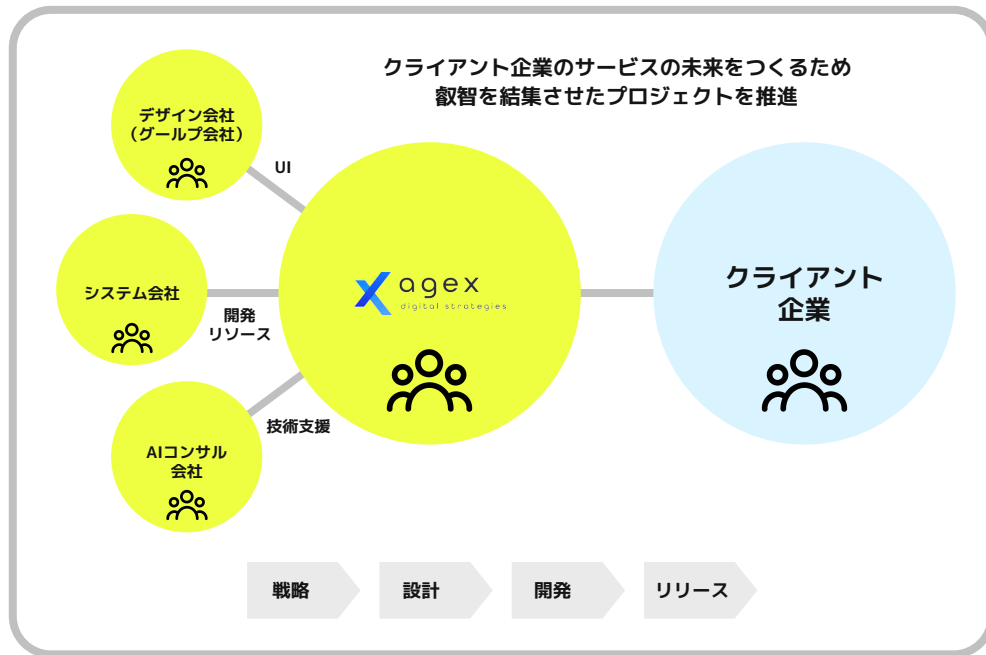 クライアント企業のサービスの未来をつくるため
叡智を結集させたプロジェクトを推進
デザイン会社
（グールプ会社）
UI
システム会社
開発
リソース
AIコンサル
会社
技術支援
agex
digital strategies
クライアント
企業
戦略
設計
開発
リリース